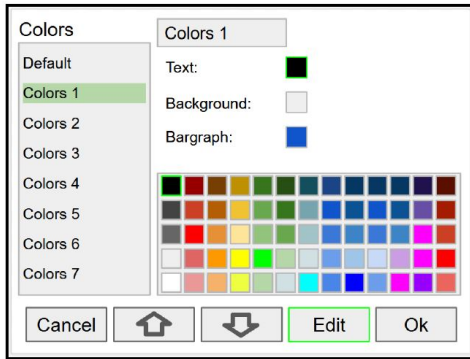 Colors
Default
Colors 1
Colors 2
Colors 3
Colors 4
Colors 5
Colors 6
Colors 7
Colors 1
Text:
Background:
Bargraph:
Cancel
Edit
Ok